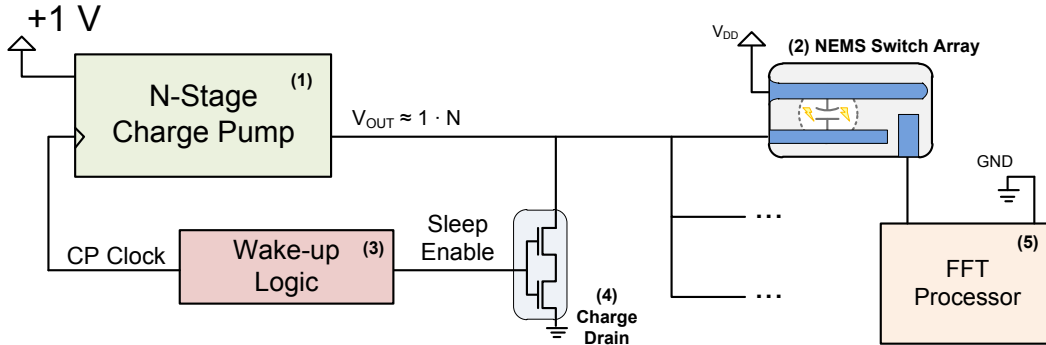 +1 V
(1)
N-Stage
Charge Pump
V_OUT ≈ 1 · N
V_DD
(2) NEMS Switch Array
GND
CP Clock
Wake-up
Logic
(3)
Sleep
Enable
(4)
Charge
Drain
...
...
(5)
FFT
Processor